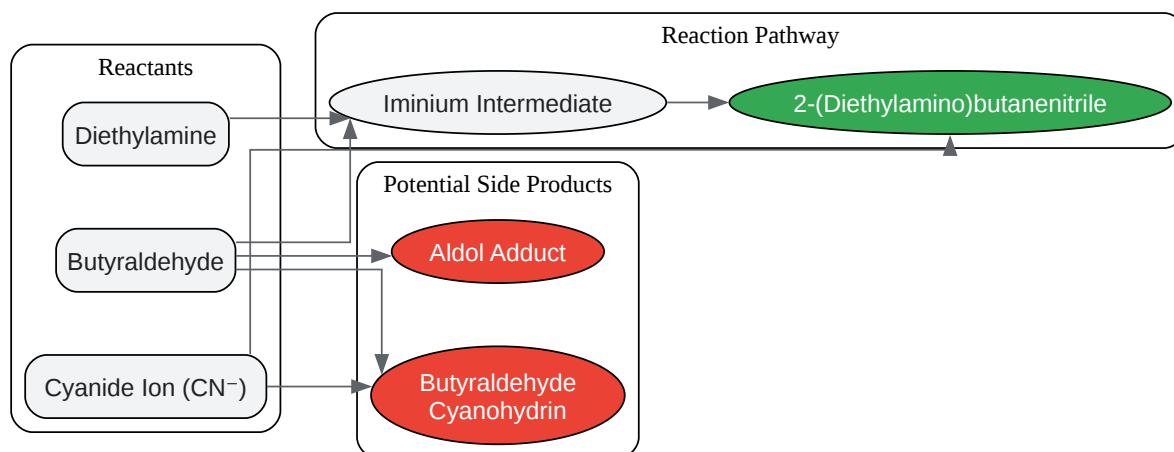 Reaction Pathway
Reactants
Iminium Intermediate
2-(Diethylamino)butanenitrile
Diethylamine
Potential Side Products
Butyraldehyde
Aldol Adduct
Cyanide Ion (CN⁻)
Butyraldehyde
Cyanohydrin